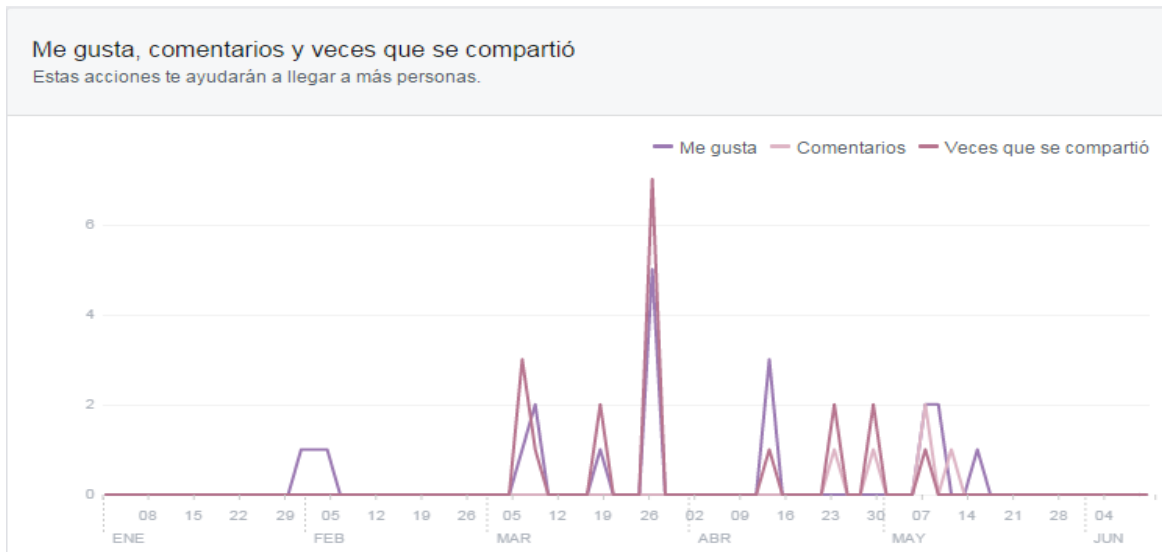 Me gusta, comentarios y veces que se compartió
Estas acciones te ayudarán a llegar a más personas.
Me gusta Comentarios Veces que se compartió
6
4
2
0
08 15 22 29 05 12 19 26 05 12 19 26 02 09 16 23 30 07 14 21 28 04
ENE FEB MAR ABR MAY JUN